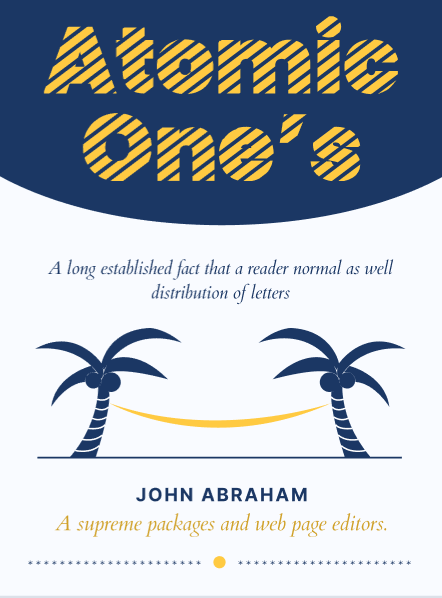 Atomic
One's
A long established fact that a reader normal as well
distribution of letters
JOHN ABRAHAM
A supreme packages and web page editors.